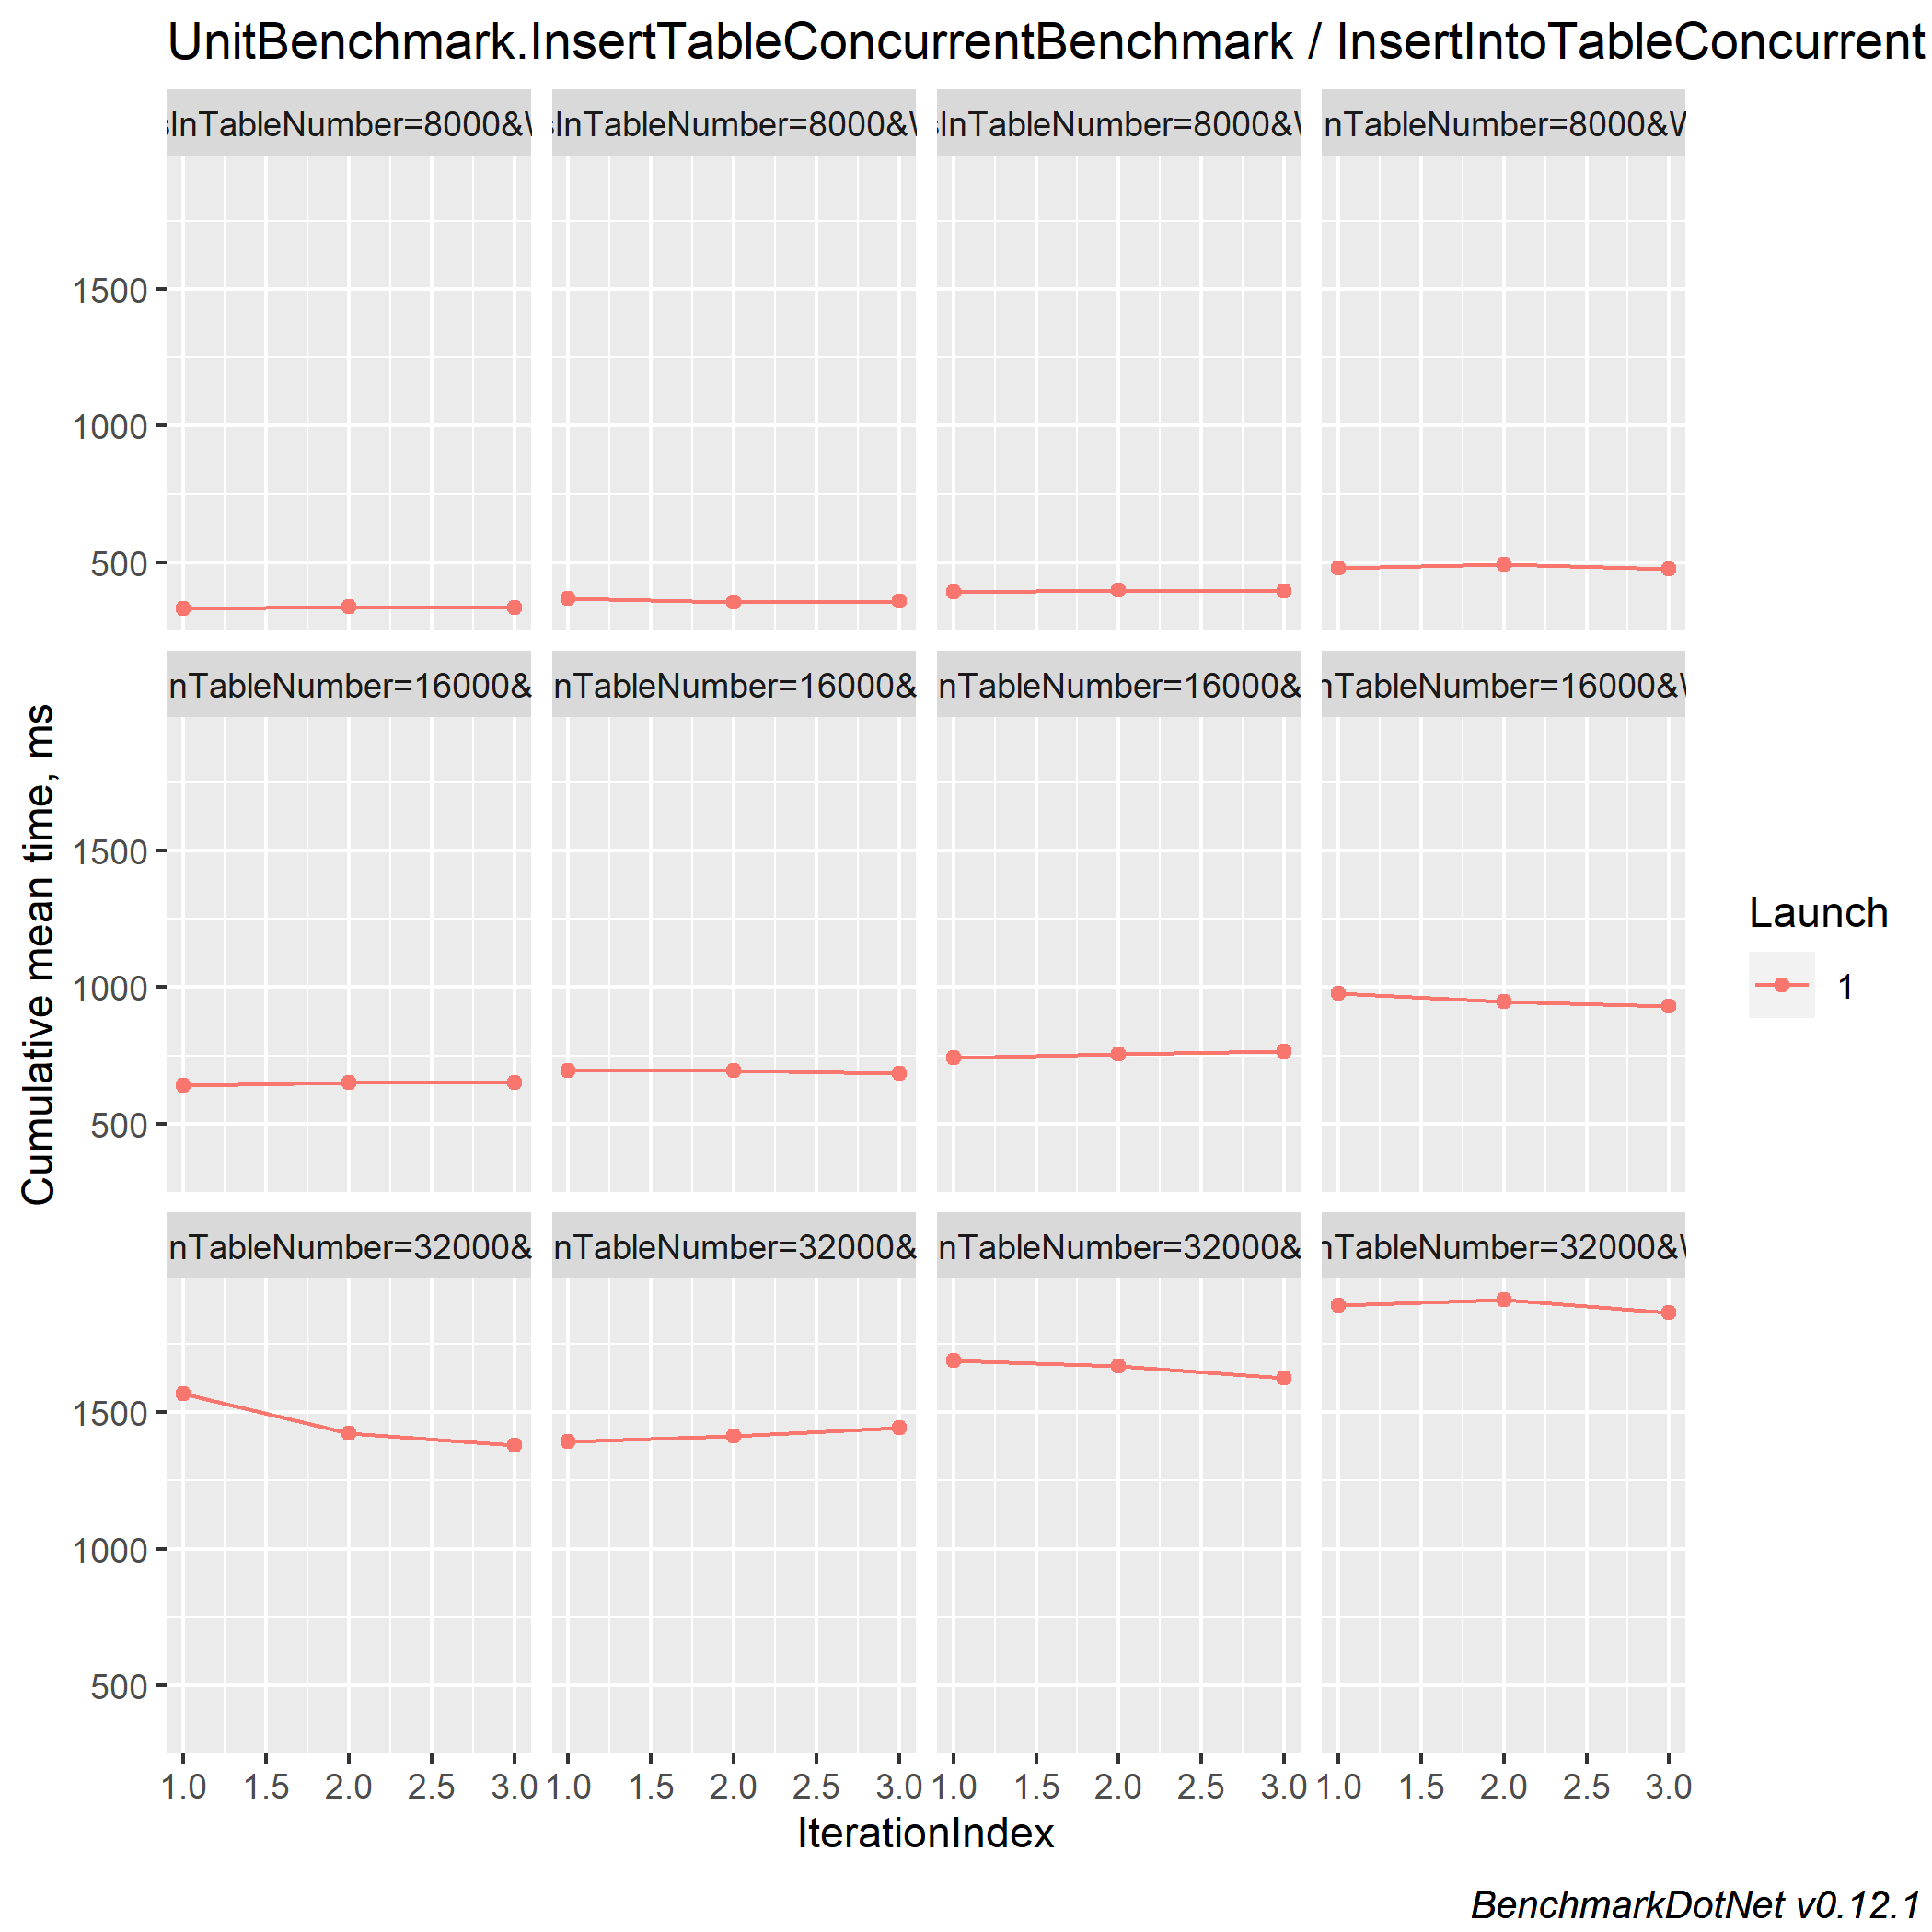 UnitBenchmark.InsertTableConcurrentBenchmark / InsertIntoTableConcurrent
sInTableNumber=8000&W
sInTableNumber=8000&W
sInTableNumber=8000&W
nTableNumber=8000&W
1500
1000
500
nTableNumber=16000&
nTableNumber=16000&
nTableNumber=16000&
nTableNumber=16000&W
1500
1000
500
nTableNumber=32000&
nTableNumber=32000&
nTableNumber=32000&
nTableNumber=32000&W
1500
1000
500
1.0 1.5 2.0 2.5 3.0
1.0 1.5 2.0 2.5 3.0
1.0 1.5 2.0 2.5 3.0
1.0 1.5 2.0 2.5 3.0
IterationIndex
Cumulative mean time, ms
Launch
1
BenchmarkDotNet v0.12.1